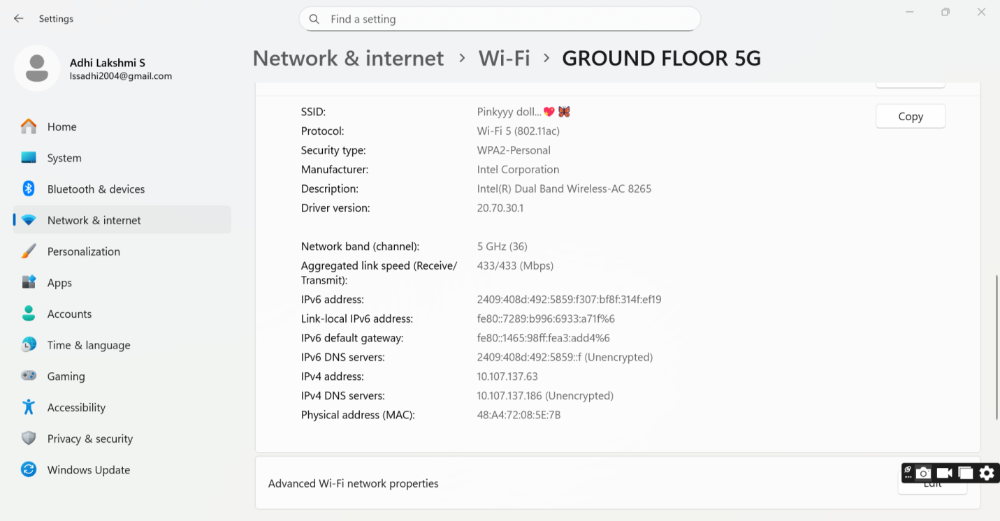 Settings
Find a setting
Adhi Lakshmi S
lssadhi2004@gmail.com
Network & internet > Wi-Fi > GROUND FLOOR 5G
Home
System
Bluetooth & devices
Network & internet
Personalization
Apps
Accounts
Time & language
Gaming
Accessibility
Privacy & security
Windows Update
SSID: Pinkyyy doll...💖🦋
Copy
Protocol: Wi-Fi 5 (802.11ac)
Security type: WPA2-Personal
Manufacturer: Intel Corporation
Description: Intel(R) Dual Band Wireless-AC 8265
Driver version: 20.70.30.1
Network band (channel): 5 GHz (36)
Aggregated link speed (Receive/ 433/433 (Mbps)
Transmit):
IPv6 address: 2409:408d:492:5859:f307:bf8f:314f:ef19
Link-local IPv6 address: fe80::7289:b996:6933:a71f%6
IPv6 default gateway: fe80::1465:98ff:fea3:add4%6
IPv6 DNS servers: 2409:408d:492:5859::f (Unencrypted)
IPv4 address: 10.107.137.63
IPv4 DNS servers: 10.107.137.186 (Unencrypted)
Physical address (MAC): 48:A4:72:08:5E:7B
Advanced Wi-Fi network properties
Edit